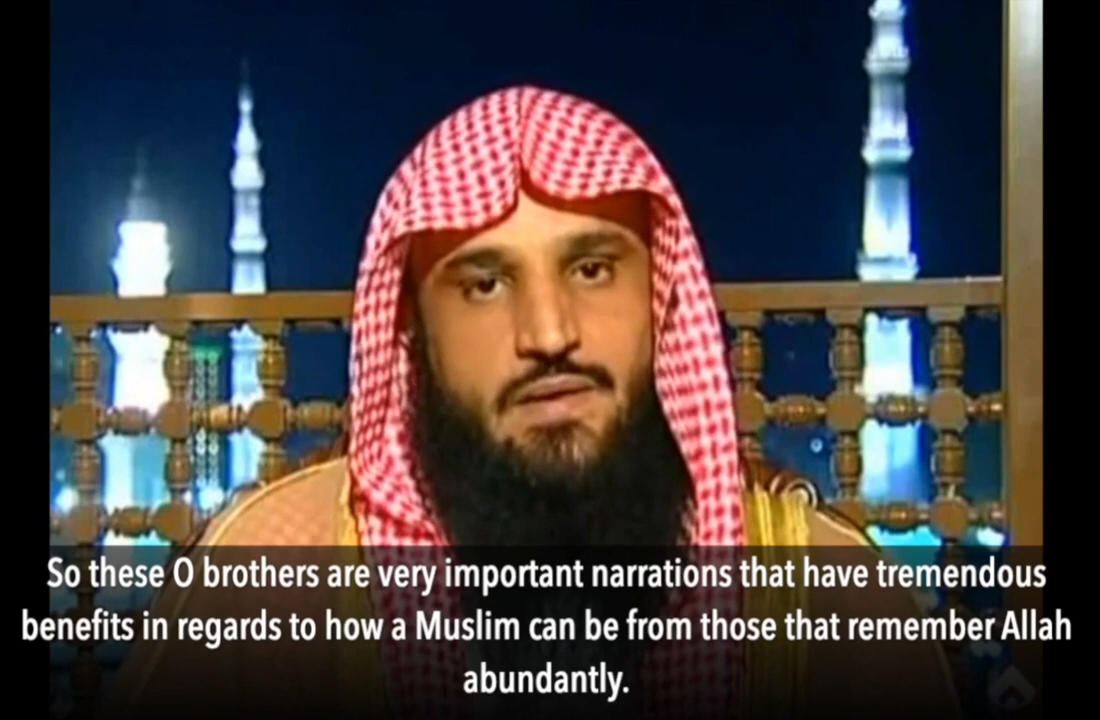 So these O brothers are very important narrations that have tremendous
benefits in regards to how a Muslim can be from those that remember Allah
abundantly.